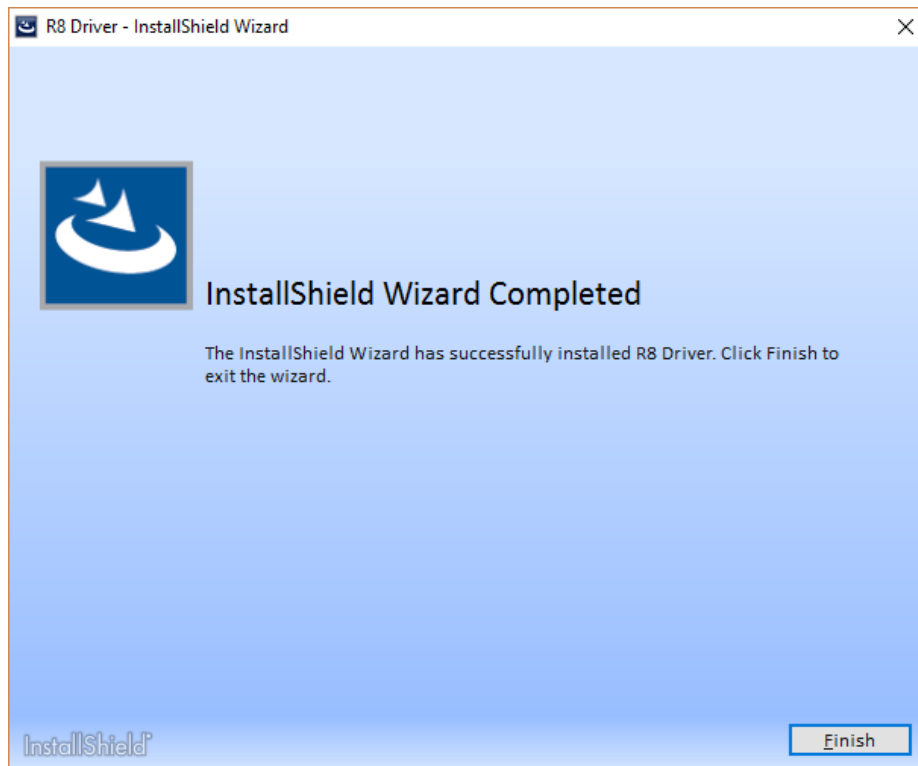 R8 Driver - InstallShield Wizard
InstallShield Wizard Completed
The InstallShield Wizard has successfully installed R8 Driver. Click Finish to
exit the wizard.
InstallShield
Finish